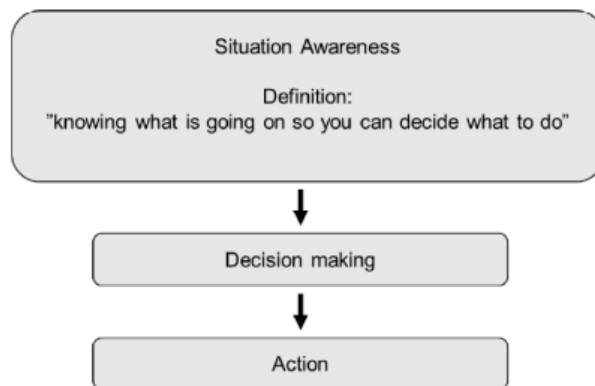 Situation Awareness
Definition:
”knowing what is going on so you can decide what to do”
Decision making
Action